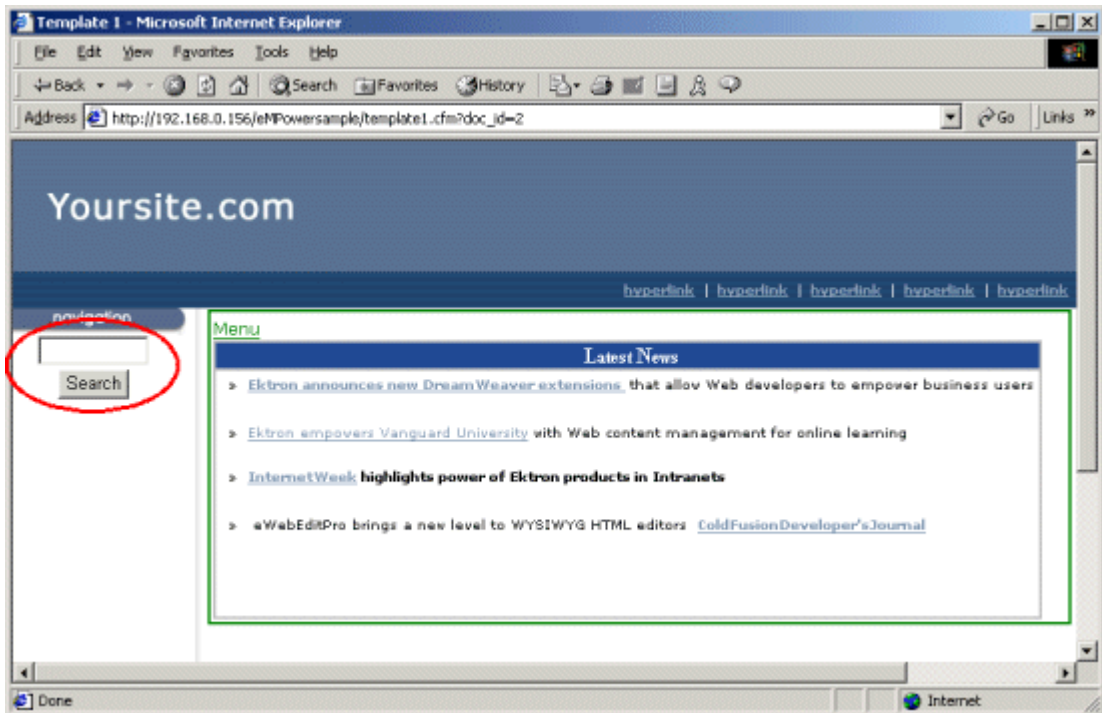 Template 1 - Microsoft Internet Explorer
File Edit View Favorites Tools Help
Back Search Favorites History
Address http://192.168.0.156/eMPowersample/template1.cfm?doc_id=2 Go Links »
Yoursite.com
hyperlink | hyperlink | hyperlink | hyperlink | hyperlink
navigation
Menu
Search
Latest News
» Ektron announces new DreamWeaver extensions that allow Web developers to empower business users
» Ektron empowers Vanguard University with Web content management for online learning
» InternetWeek highlights power of Ektron products in Intranets
» eWebEditPro brings a new level to WYSIWYG HTML editors ColdFusionDeveloper'sJournal
Done Internet